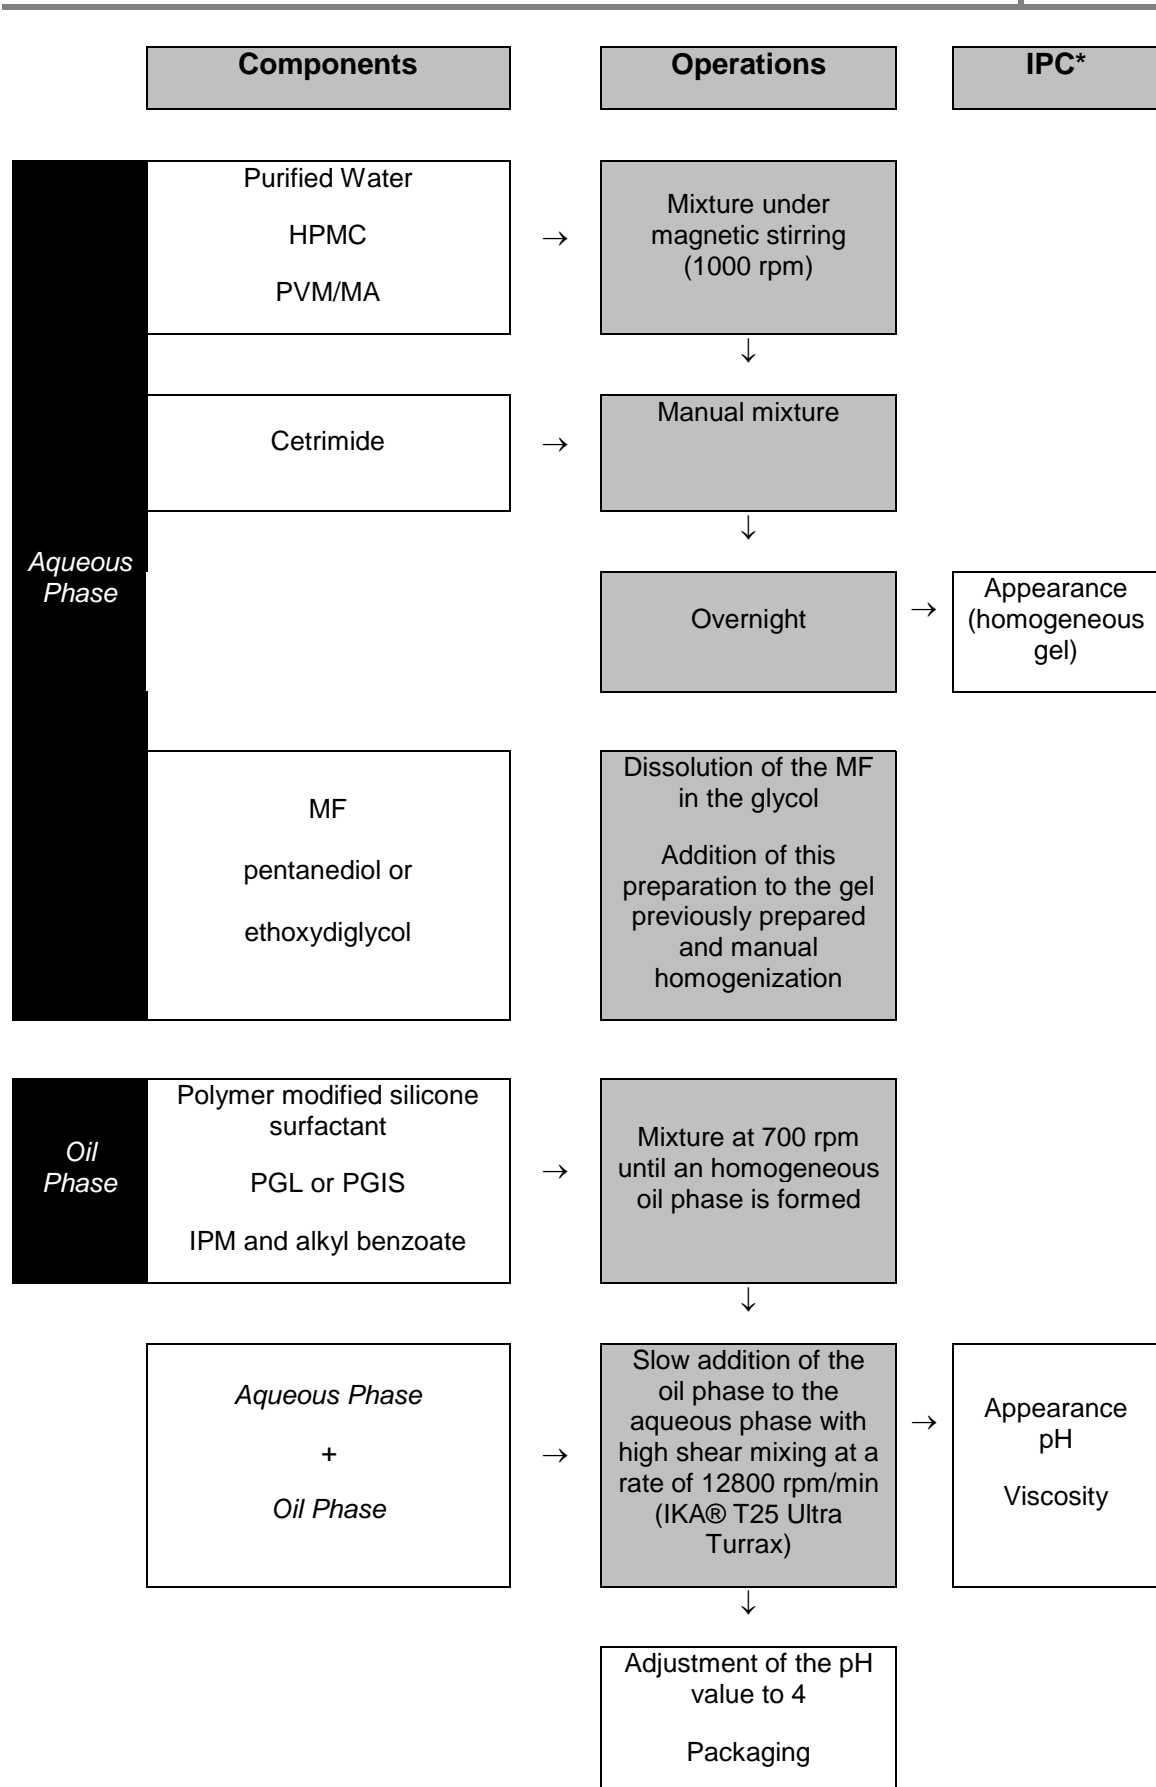 Components
Operations
IPC*
Aqueous
Phase
Purified Water
HPMC
PVM/MA
→
Mixture under
magnetic stirring
(1000 rpm)
↓
Cetrimide
→
Manual mixture
↓
Overnight
→
Appearance
(homogeneous
gel)
MF
pentanediol or
ethoxydiglycol
Dissolution of the MF
in the glycol
Addition of this
preparation to the gel
previously prepared
and manual
homogenization
Oil
Phase
Polymer modified silicone
surfactant
PGL or PGIS
IPM and alkyl benzoate
→
Mixture at 700 rpm
until an homogeneous
oil phase is formed
↓
Aqueous Phase
+
Oil Phase
→
Slow addition of the
oil phase to the
aqueous phase with
high shear mixing at a
rate of 12800 rpm/min
(IKA® T25 Ultra
Turrax)
→
Appearance
pH
Viscosity
↓
Adjustment of the pH
value to 4
Packaging